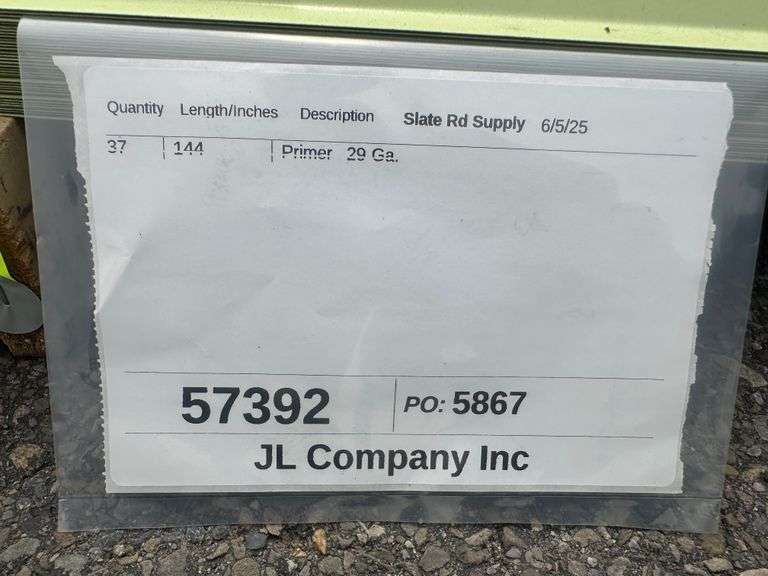 Quantity Length/Inches Description Slate Rd Supply 6/5/25
37 144 Primer 29 Ga.
57392 PO: 5867
JL Company Inc